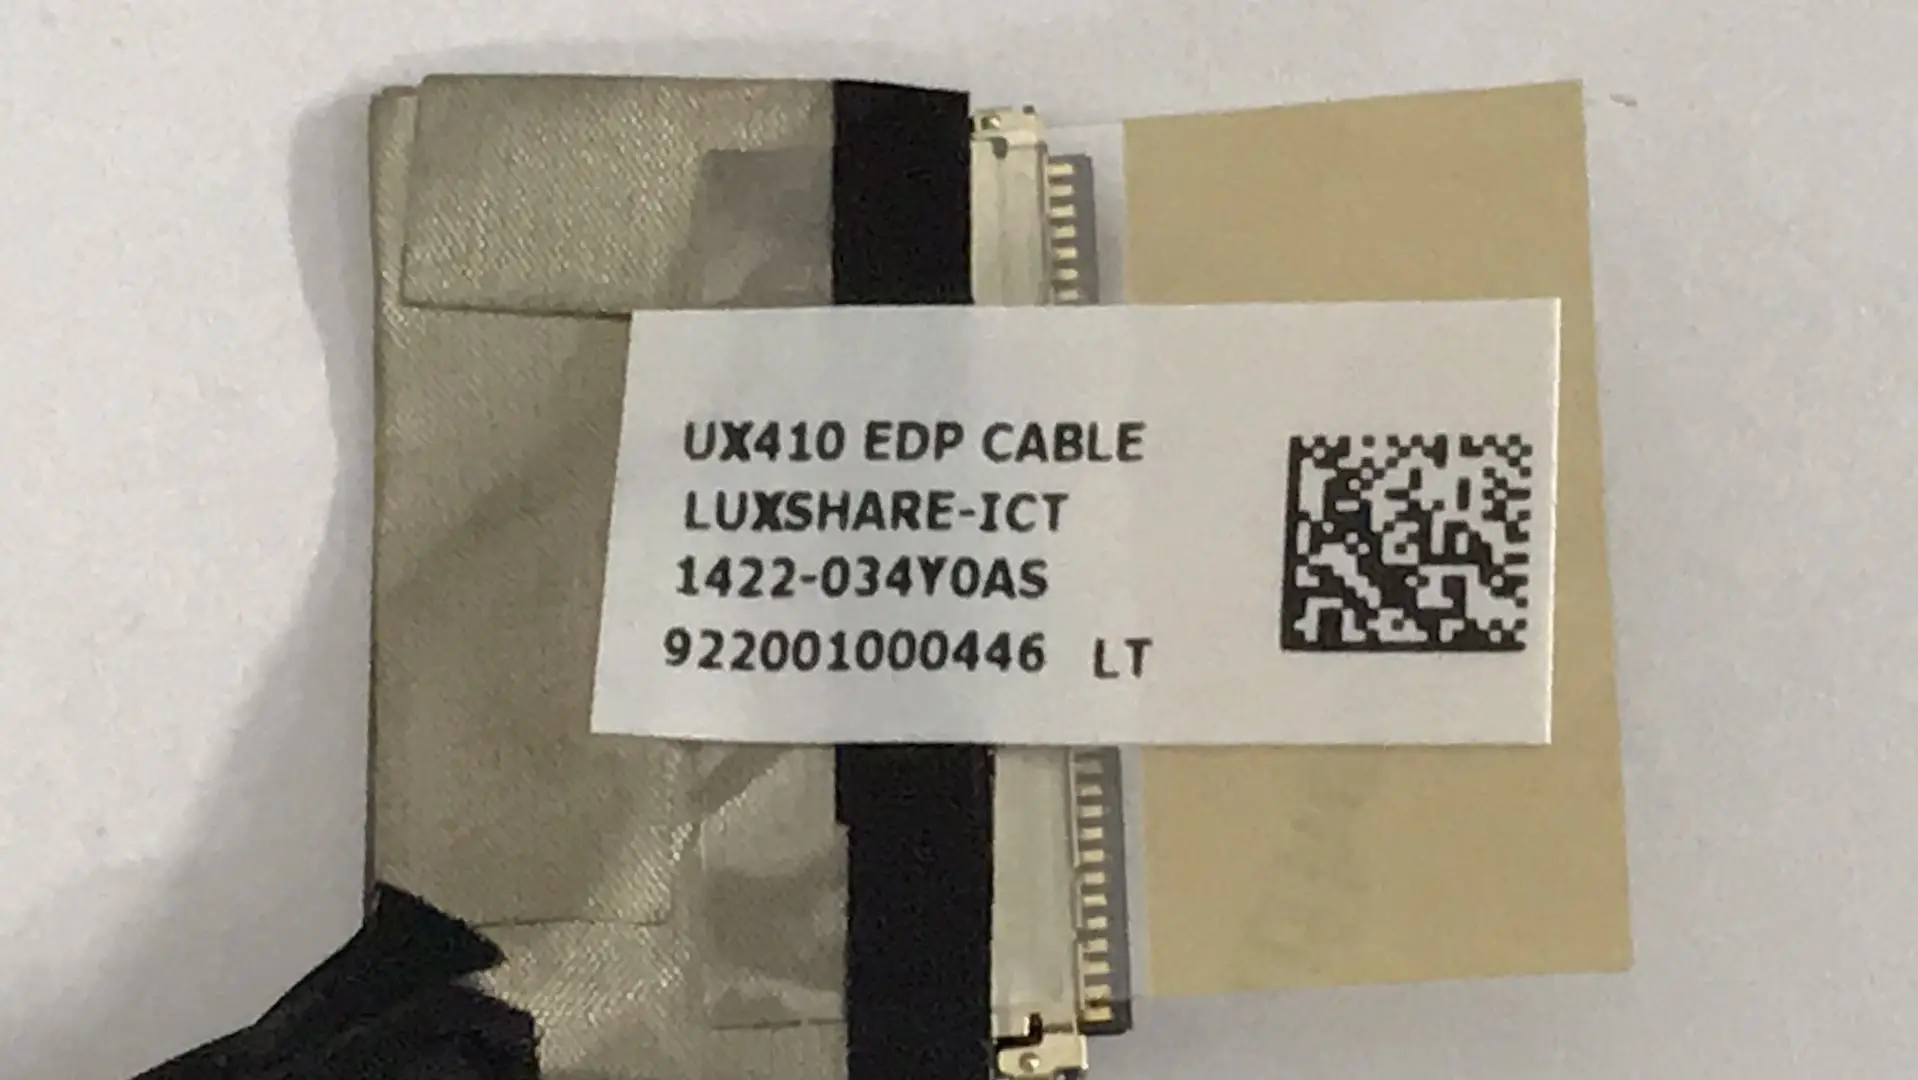 UX410 EDP CABLE
LUXSHARE-ICT
1422-034Y0AS
922001000446 LT